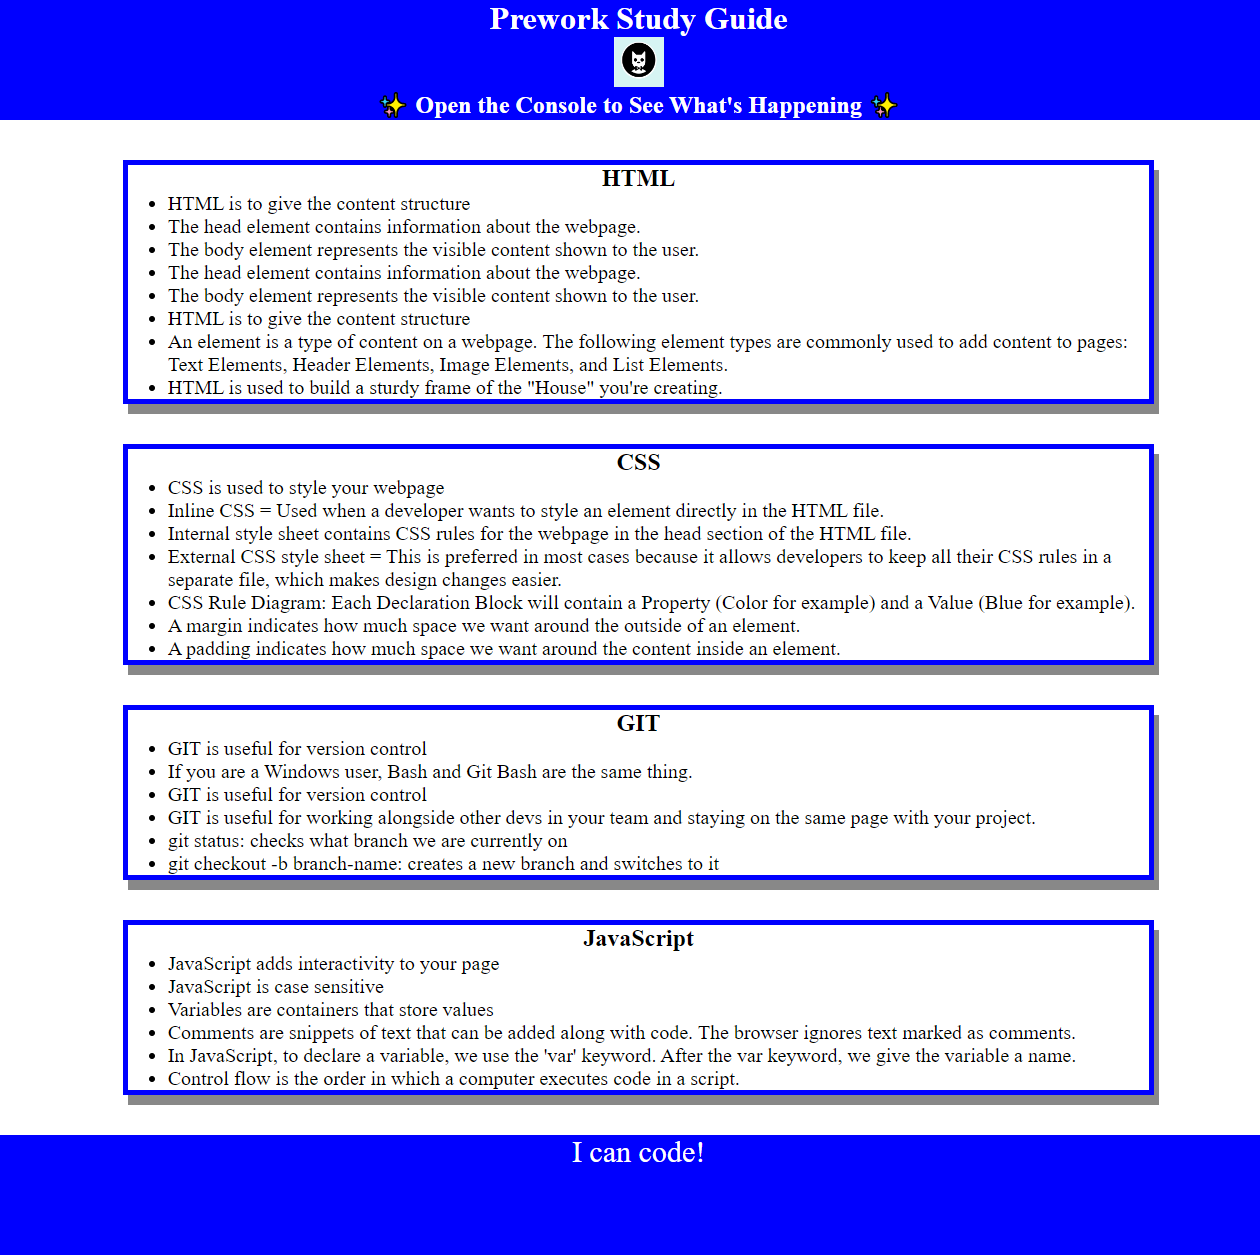 Prework Study Guide
✨ Open the Console to See What's Happening ✨
HTML
• HTML is to give the content structure
• The head element contains information about the webpage.
• The body element represents the visible content shown to the user.
• The head element contains information about the webpage.
• The body element represents the visible content shown to the user.
• HTML is to give the content structure
• An element is a type of content on a webpage. The following element types are commonly used to add content to pages:
Text Elements, Header Elements, Image Elements, and List Elements.
• HTML is used to build a sturdy frame of the "House" you're creating.
CSS
• CSS is used to style your webpage
• Inline CSS = Used when a developer wants to style an element directly in the HTML file.
• Internal style sheet contains CSS rules for the webpage in the head section of the HTML file.
• External CSS style sheet = This is preferred in most cases because it allows developers to keep all their CSS rules in a
separate file, which makes design changes easier.
• CSS Rule Diagram: Each Declaration Block will contain a Property (Color for example) and a Value (Blue for example).
• A margin indicates how much space we want around the outside of an element.
• A padding indicates how much space we want around the content inside an element.
GIT
• GIT is useful for version control
• If you are a Windows user, Bash and Git Bash are the same thing.
• GIT is useful for version control
• GIT is useful for working alongside other devs in your team and staying on the same page with your project.
• git status: checks what branch we are currently on
• git checkout -b branch-name: creates a new branch and switches to it
JavaScript
• JavaScript adds interactivity to your page
• JavaScript is case sensitive
• Variables are containers that store values
• Comments are snippets of text that can be added along with code. The browser ignores text marked as comments.
• In JavaScript, to declare a variable, we use the 'var' keyword. After the var keyword, we give the variable a name.
• Control flow is the order in which a computer executes code in a script.
I can code!